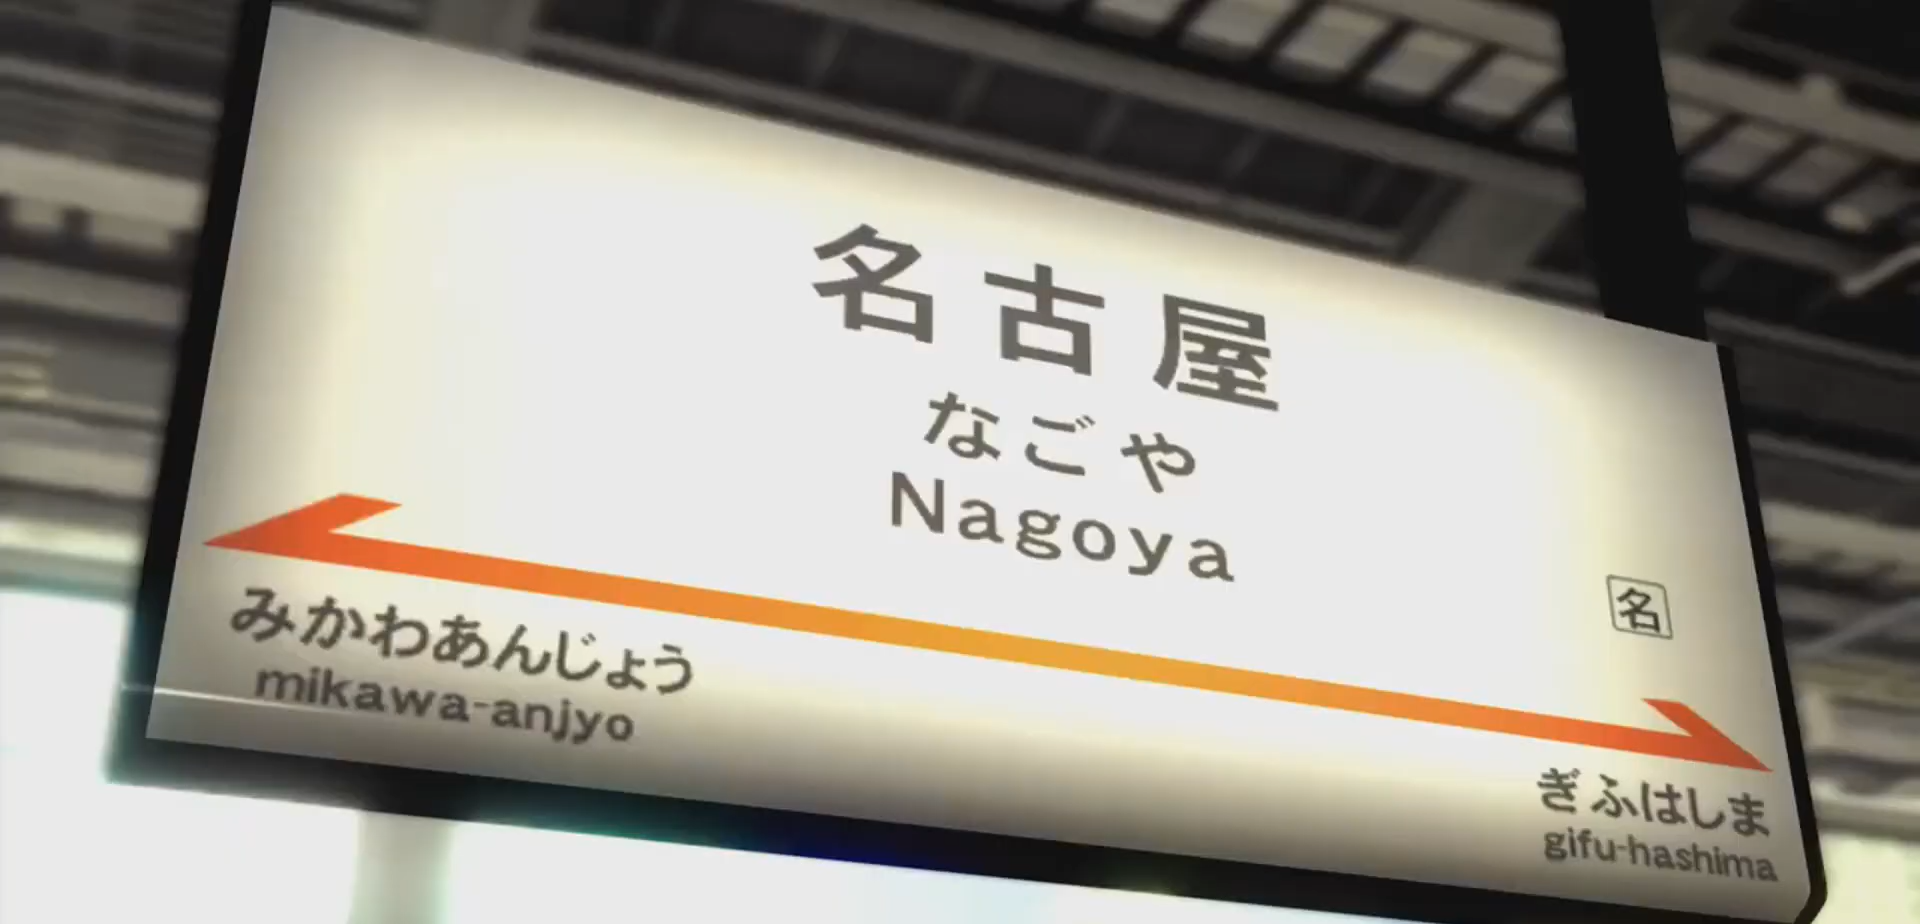 名古屋
なごや
Nagoya
名
みかわあんじょう
mikawa-anjyo
ぎふはしま
gifu-hashima